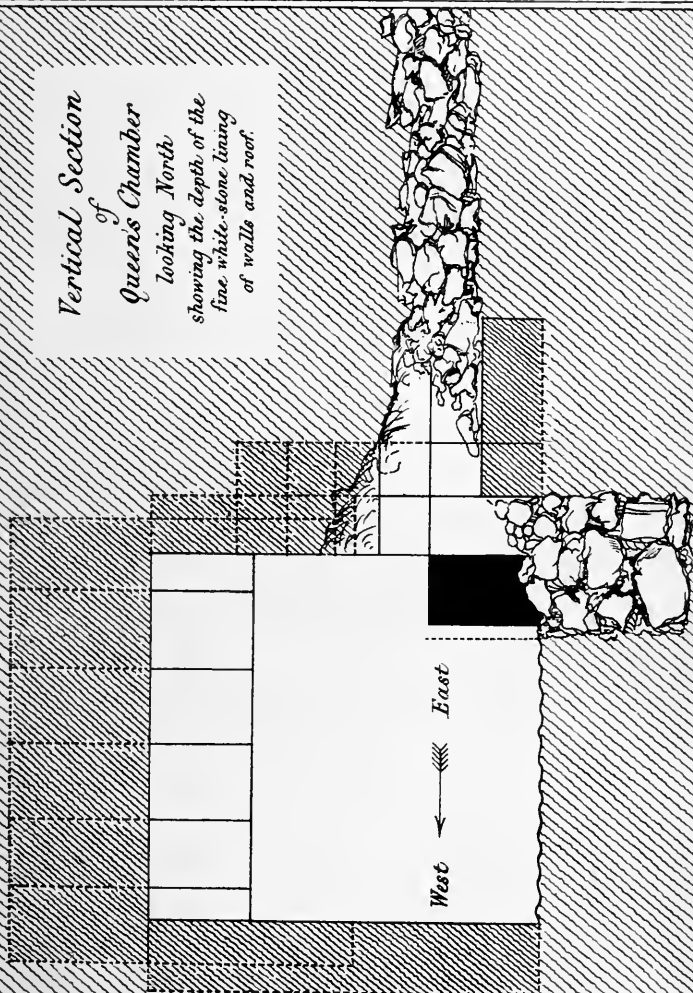 Vertical Section
of
Queen's Chamber
looking North
showing the depth of the
fine white-stone lining
of walls and roof.
West East